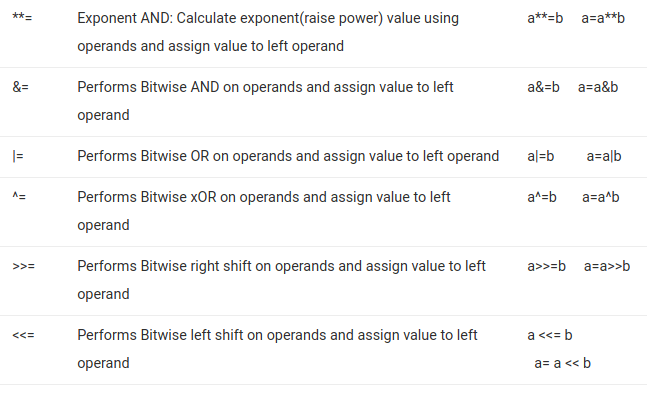 **= Exponent AND: Calculate exponent(raise power) value using a**=b a=a**b
operands and assign value to left operand
&= Performs Bitwise AND on operands and assign value to left a&=b a=a&b
operand
|= Performs Bitwise OR on operands and assign value to left operand a|=b a=a|b
^= Performs Bitwise xOR on operands and assign value to left a^=b a=a^b
operand
>>= Performs Bitwise right shift on operands and assign value to left a>>=b a=a>>b
operand
<<= Performs Bitwise left shift on operands and assign value to left a <<= b
operand a= a << b